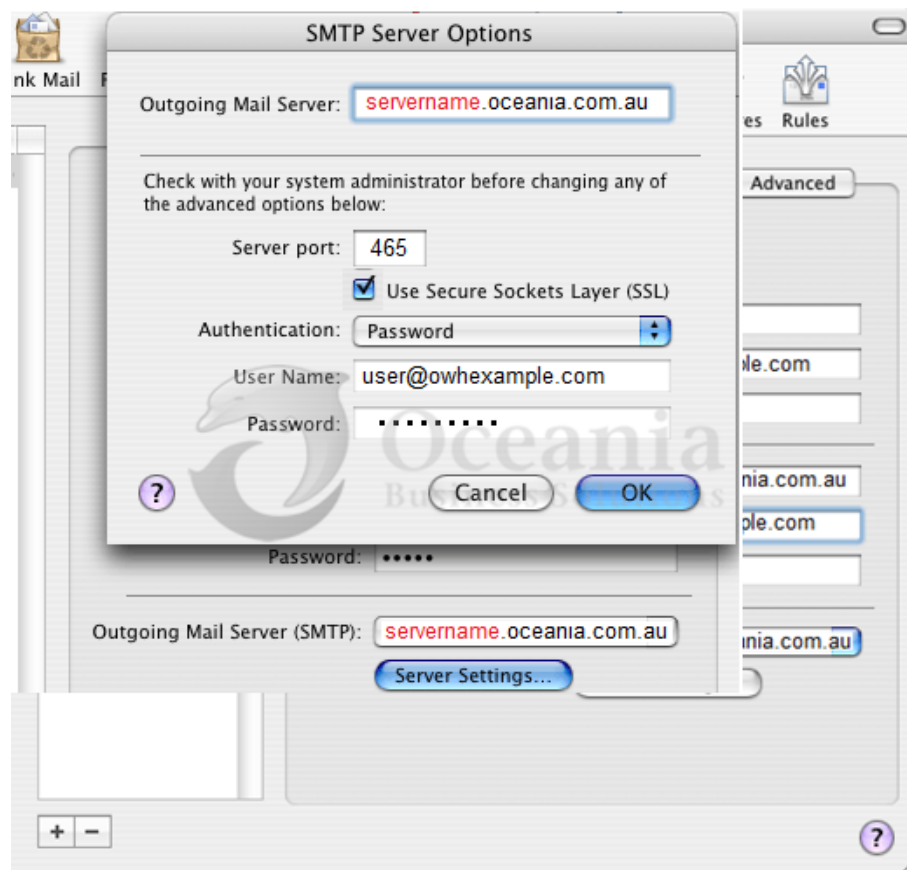 SMTP Server Options
nk Mail
Outgoing Mail Server: servername.oceania.com.au
Rules
Check with your system administrator before changing any of
the advanced options below:
Advanced
Server port: 465
Use Secure Sockets Layer (SSL)
Authentication: Password
User Name: user@owhexample.com
ple.com
Password: •••••••••
Oceania
Business Solutions
? Cancel OK
nia.com.au
ple.com
Password: •••••
Outgoing Mail Server (SMTP): servername.oceania.com.au
nia.com.au
Server Settings...
+ −
?